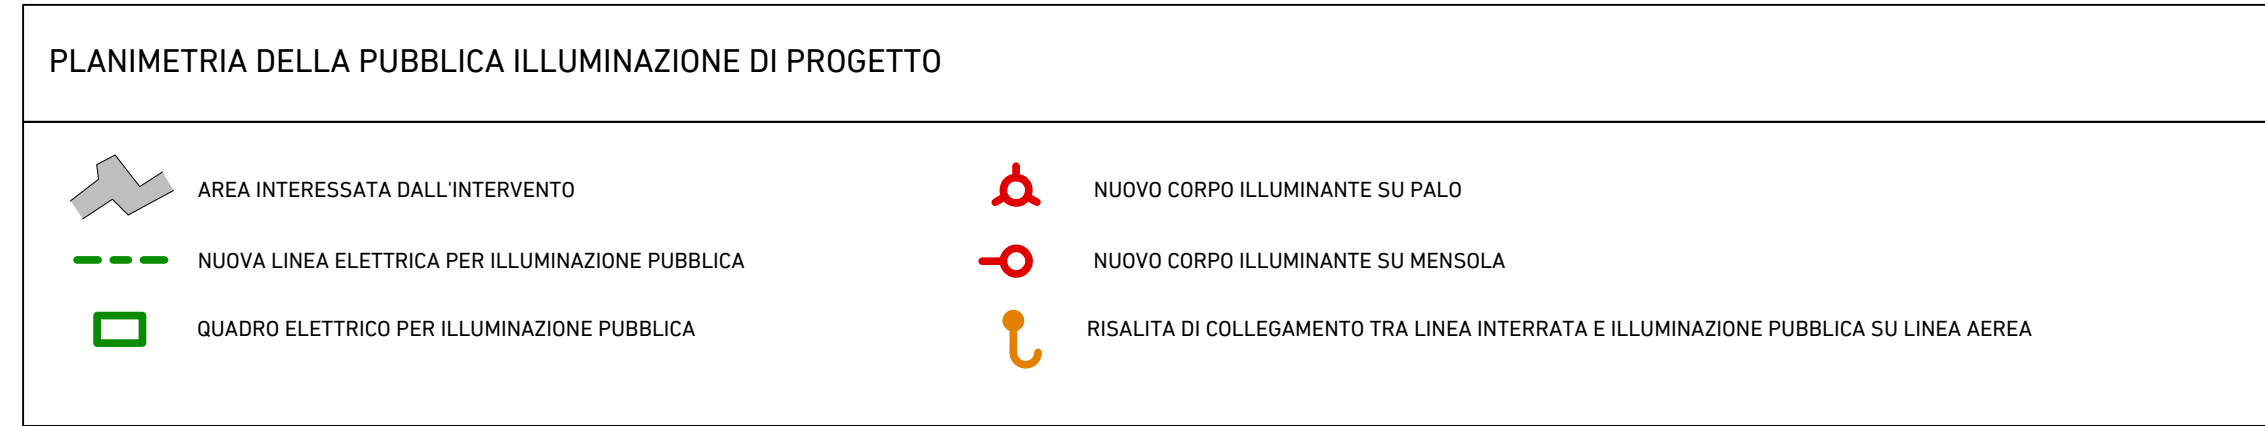 PLANIMETRIA DELLA PUBBLICA ILLUMINAZIONE DI PROGETTO
AREA INTERESSATA DALL'INTERVENTO
NUOVA LINEA ELETTRICA PER ILLUMINAZIONE PUBBLICA
QUADRO ELETTRICO PER ILLUMINAZIONE PUBBLICA
NUOVO CORPO ILLUMINANTE SU PALO
NUOVO CORPO ILLUMINANTE SU MENSOLA
RISALITA DI COLLEGAMENTO TRA LINEA INTERRATA E ILLUMINAZIONE PUBBLICA SU LINEA AEREA